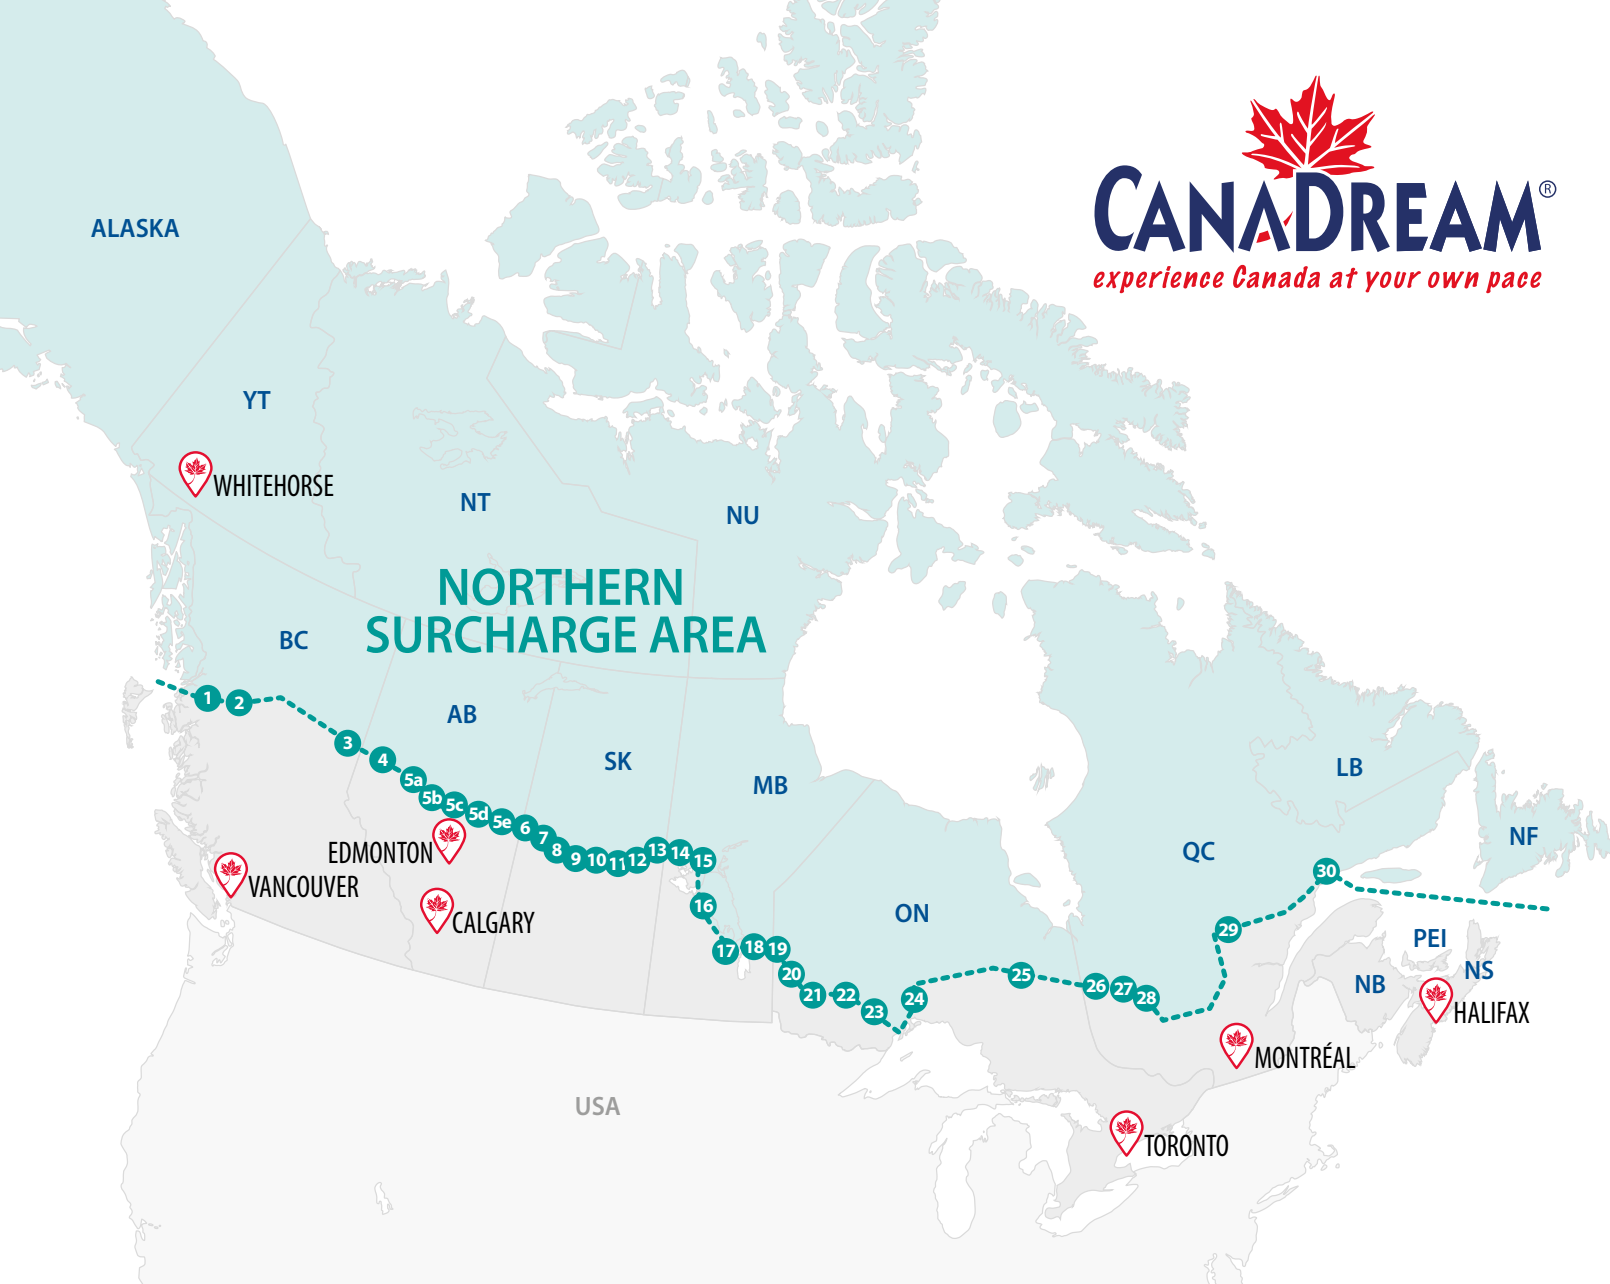 CANADREAM®
experience Canada at your own pace
ALASKA
YT
WHITEHORSE
NT
NU
NORTHERN
SURCHARGE AREA
BC
AB
SK
MB
LB
NF
QC
ON
PEI
NS
NB
1
2
3
4
5a
5b
5c
5d
5e
6
7
8
9
10
11
12
13
14
15
16
17
18
19
20
21
22
23
24
25
26
27
28
29
30
EDMONTON
VANCOUVER
CALGARY
HALIFAX
MONTRÉAL
TORONTO
USA